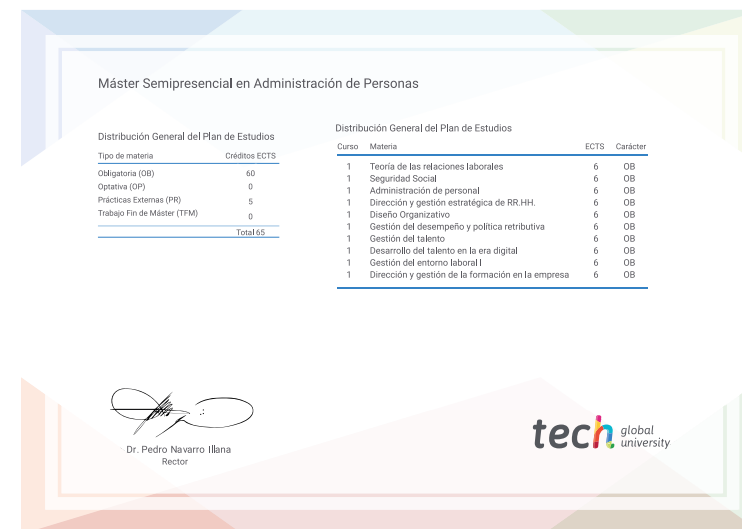 Máster Semipresencial en Administración de Personas
Distribución General del Plan de Estudios
Tipo de materia Créditos ECTS
Obligatoria (OB) 60
Optativa (OP) 0
Prácticas Externas (PR) 5
Trabajo Fin de Máster (TFM) 0
Total 65
Distribución General del Plan de Estudios
Curso Materia ECTS Carácter
1 Teoría de las relaciones laborales 6 OB
1 Seguridad Social 6 OB
1 Administración de personal 6 OB
1 Dirección y gestión estratégica de RR.HH. 6 OB
1 Diseño Organizativo 6 OB
1 Gestión del desempeño y política retributiva 6 OB
1 Gestión del talento 6 OB
1 Desarrollo del talento en la era digital 6 OB
1 Gestión del entorno laboral I 6 OB
1 Dirección y gestión de la formación en la empresa 6 OB
Dr. Pedro Navarro Illana
Rector
tech global
university